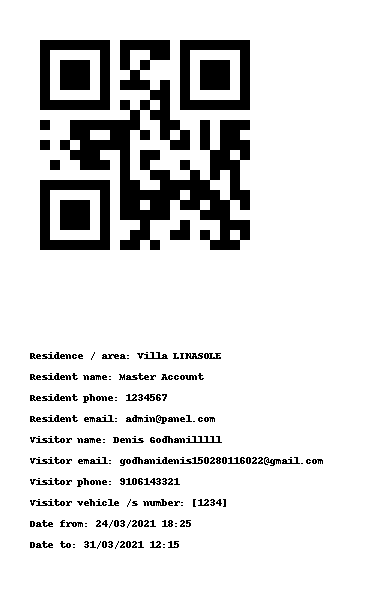 Residence / area: Villa LINASOLE
Resident name: Master Account
Resident phone: 1234567
Resident email: admin@panel.com
Visitor name: Denis Godhanilllll
Visitor email: godhanidenis150280116022@gmail.com
Visitor phone: 9106143321
Visitor vehicle /s number: [1234]
Date from: 24/03/2021 18:25
Date to: 31/03/2021 12:15